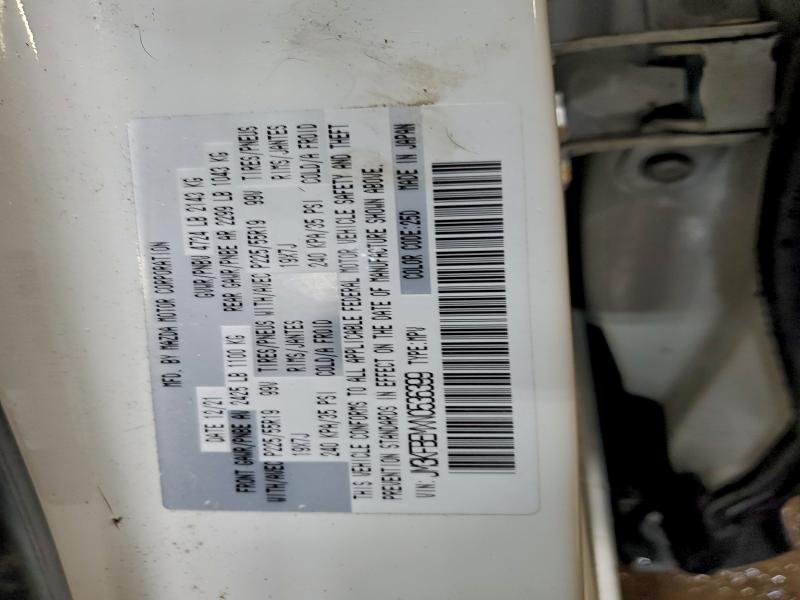 MFD. BY MAZDA MOTOR CORPORATION
DATE 12/21 GVWR/PNBV 4724 LB 2143 KG
FRONT GAWR/PNBE AV 2425 LB 1100 KG REAR GAWR/PNBE AR 2299 LB 1043 KG
WITH/AVEC P225/55R19 99V TIRES/PNEUS WITH/AVEC P225/55R19 99V TIRES/PNEUS
19X7J RIMS/JANTES 19X7J RIMS/JANTES
240 KPA/35 PSI COLD/A FROID 240 KPA/35 PSI COLD/A FROID
THIS VEHICLE CONFORMS TO ALL APPLICABLE FEDERAL MOTOR VEHICLE SAFETY AND THEFT
PREVENTION STANDARDS IN EFFECT ON THE DATE OF MANUFACTURE SHOWN ABOVE.
VIN: TYPE:MPV COLOR CODE:25D MADE IN JAPAN